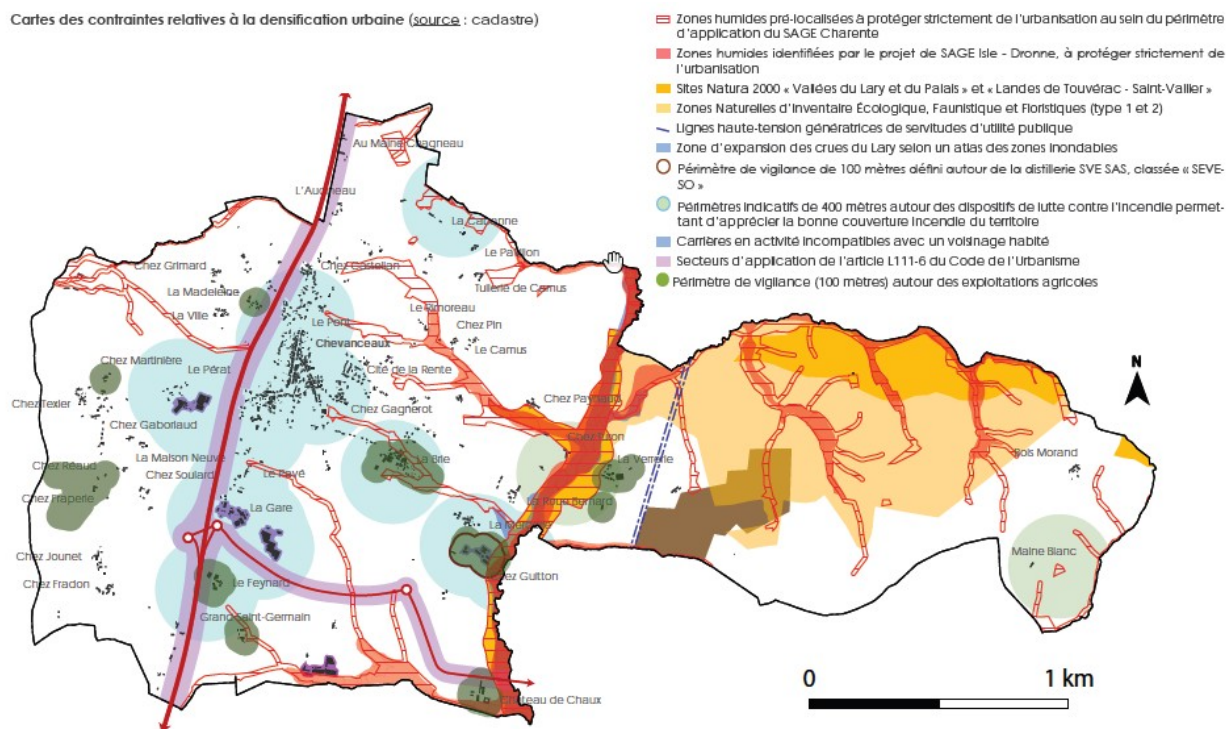 Cartes des contraintes relatives à la densification urbaine (source : cadastre)
Zones humides pré-localisées à protéger strictement de l'urbanisation au sein du périmètre
d'application du SAGE Charente
Zones humides identifiées par le projet de SAGE Isle - Dronne, à protéger strictement de
l'urbanisation
Sites Natura 2000 « Vallées du Lary et du Palais » et « Landes de Touvérac - Saint-Vallier »
Zones Naturelles d'Inventaire Écologique, Faunistique et Floristiques (type 1 et 2)
Lignes haute-tension génératrices de servitudes d'utilité publique
Zone d'expansion des crues du Lary selon un atlas des zones inondables
Périmètre de vigilance de 100 mètres défini autour de la distillerie SVE SAS, classée « SEVE-
SO »
Périmètres indicatifs de 400 mètres autour des dispositifs de lutte contre l'incendie permet-
tant d'apprécier la bonne couverture incendie du territoire
Carrières en activité incompatibles avec un voisinage habité
Secteurs d'application de l'article L111-6 du Code de l'Urbanisme
Périmètre de vigilance (100 mètres) autour des exploitations agricoles
Au Maine Chagneau
L'Augneau
La Cabanne
Le Pavillon
Chez Grimard
Chez Castellan
Tuilerie de Camus
La Madeleine
La Ville
Le Pont
Le Rimoreau
Chez Pin
Chevanceaux
Le Camus
Chez Martinière
Le Pérat
Cité de la Rente
Chez Texier
Chez Gagnerot
Chez Paynaud
Chez Gaboriaud
Chez Piron
La Maison Neuve
La Brie
La Verrerie
Bois Morand
Chez Réaud
Chez Soulard
Le Pavé
Chez Fraperie
La Gare
La Roue Bernard
Chez Jounet
Maine Blanc
Chez Guitton
Chez Fradon
Le Feynard
Grand Saint-Germain
Château de Chaux
N
0 1 km